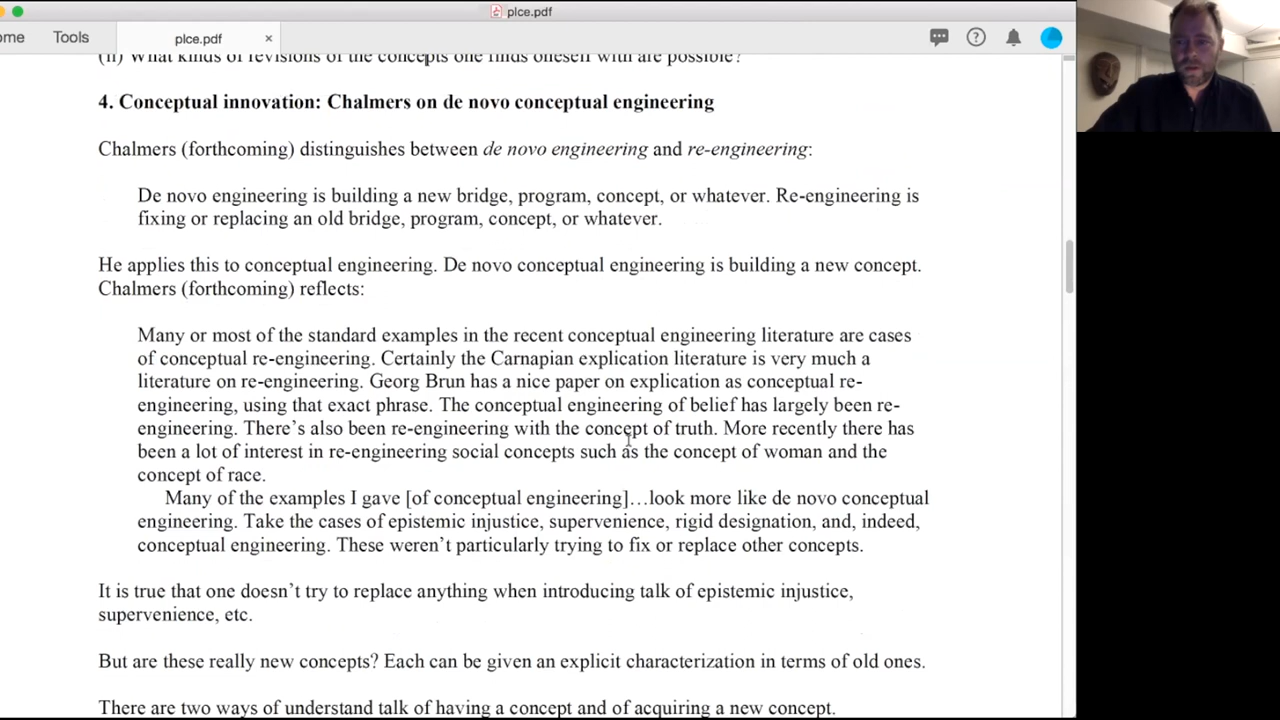 plce.pdf
ome Tools plce.pdf ×
(ii) What kinds of revisions of the concepts one finds oneself with are possible?
4. Conceptual innovation: Chalmers on de novo conceptual engineering
Chalmers (forthcoming) distinguishes between de novo engineering and re-engineering:
De novo engineering is building a new bridge, program, concept, or whatever. Re-engineering is
fixing or replacing an old bridge, program, concept, or whatever.
He applies this to conceptual engineering. De novo conceptual engineering is building a new concept.
Chalmers (forthcoming) reflects:
Many or most of the standard examples in the recent conceptual engineering literature are cases
of conceptual re-engineering. Certainly the Carnapian explication literature is very much a
literature on re-engineering. Georg Brun has a nice paper on explication as conceptual re-
engineering, using that exact phrase. The conceptual engineering of belief has largely been re-
engineering. There's also been re-engineering with the concept of truth. More recently there has
been a lot of interest in re-engineering social concepts such as the concept of woman and the
concept of race.
Many of the examples I gave [of conceptual engineering]…look more like de novo conceptual
engineering. Take the cases of epistemic injustice, supervenience, rigid designation, and, indeed,
conceptual engineering. These weren't particularly trying to fix or replace other concepts.
It is true that one doesn't try to replace anything when introducing talk of epistemic injustice,
supervenience, etc.
But are these really new concepts? Each can be given an explicit characterization in terms of old ones.
There are two ways of understand talk of having a concept and of acquiring a new concept.